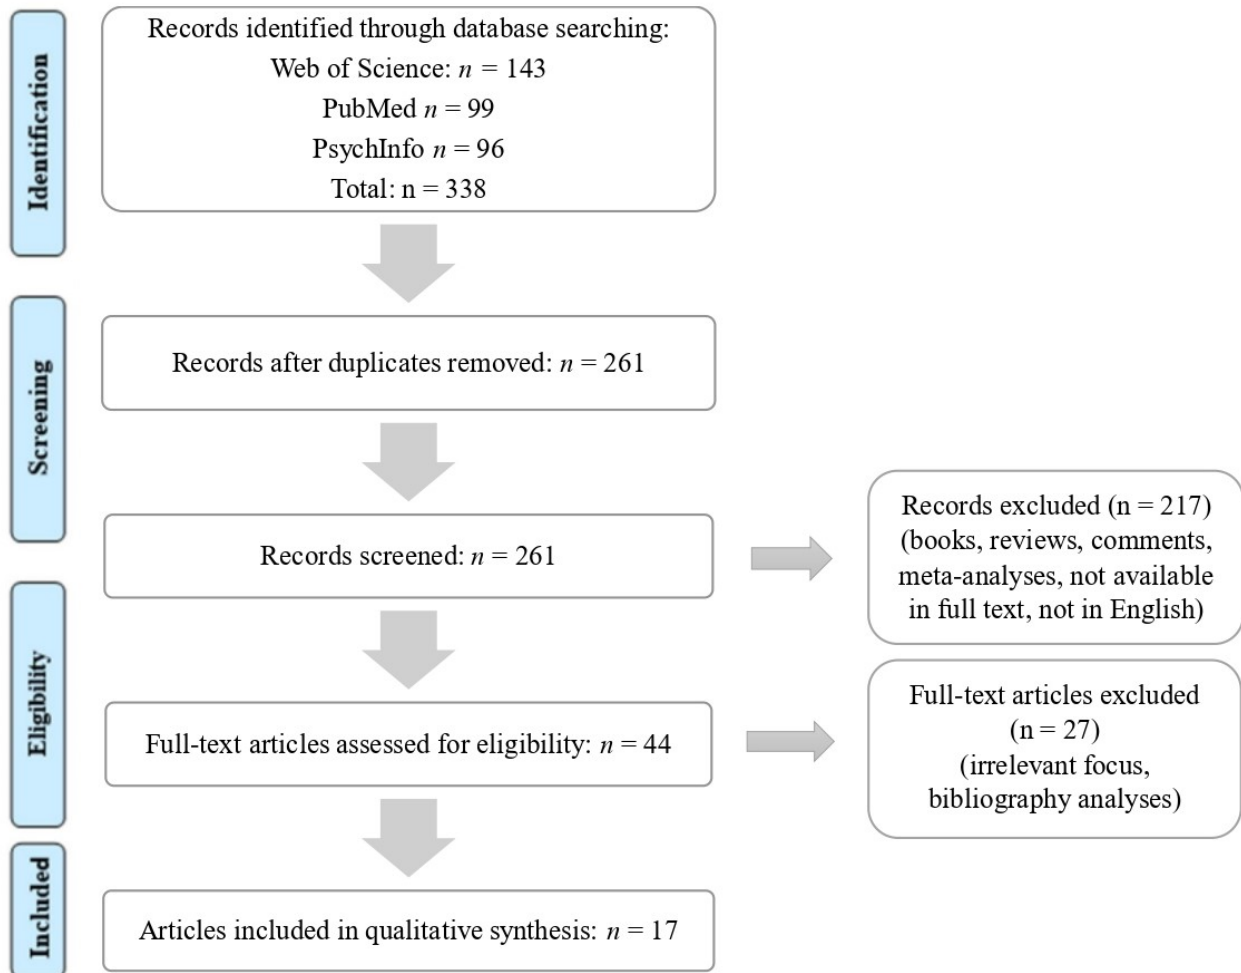 Identification
Records identified through database searching:
Web of Science: n = 143
PubMed n = 99
PsychInfo n = 96
Total: n = 338
Screening
Records after duplicates removed: n = 261
Records screened: n = 261
Records excluded (n = 217)
(books, reviews, comments,
meta-analyses, not available
in full text, not in English)
Eligibility
Full-text articles assessed for eligibility: n = 44
Full-text articles excluded
(n = 27)
(irrelevant focus,
bibliography analyses)
Included
Articles included in qualitative synthesis: n = 17